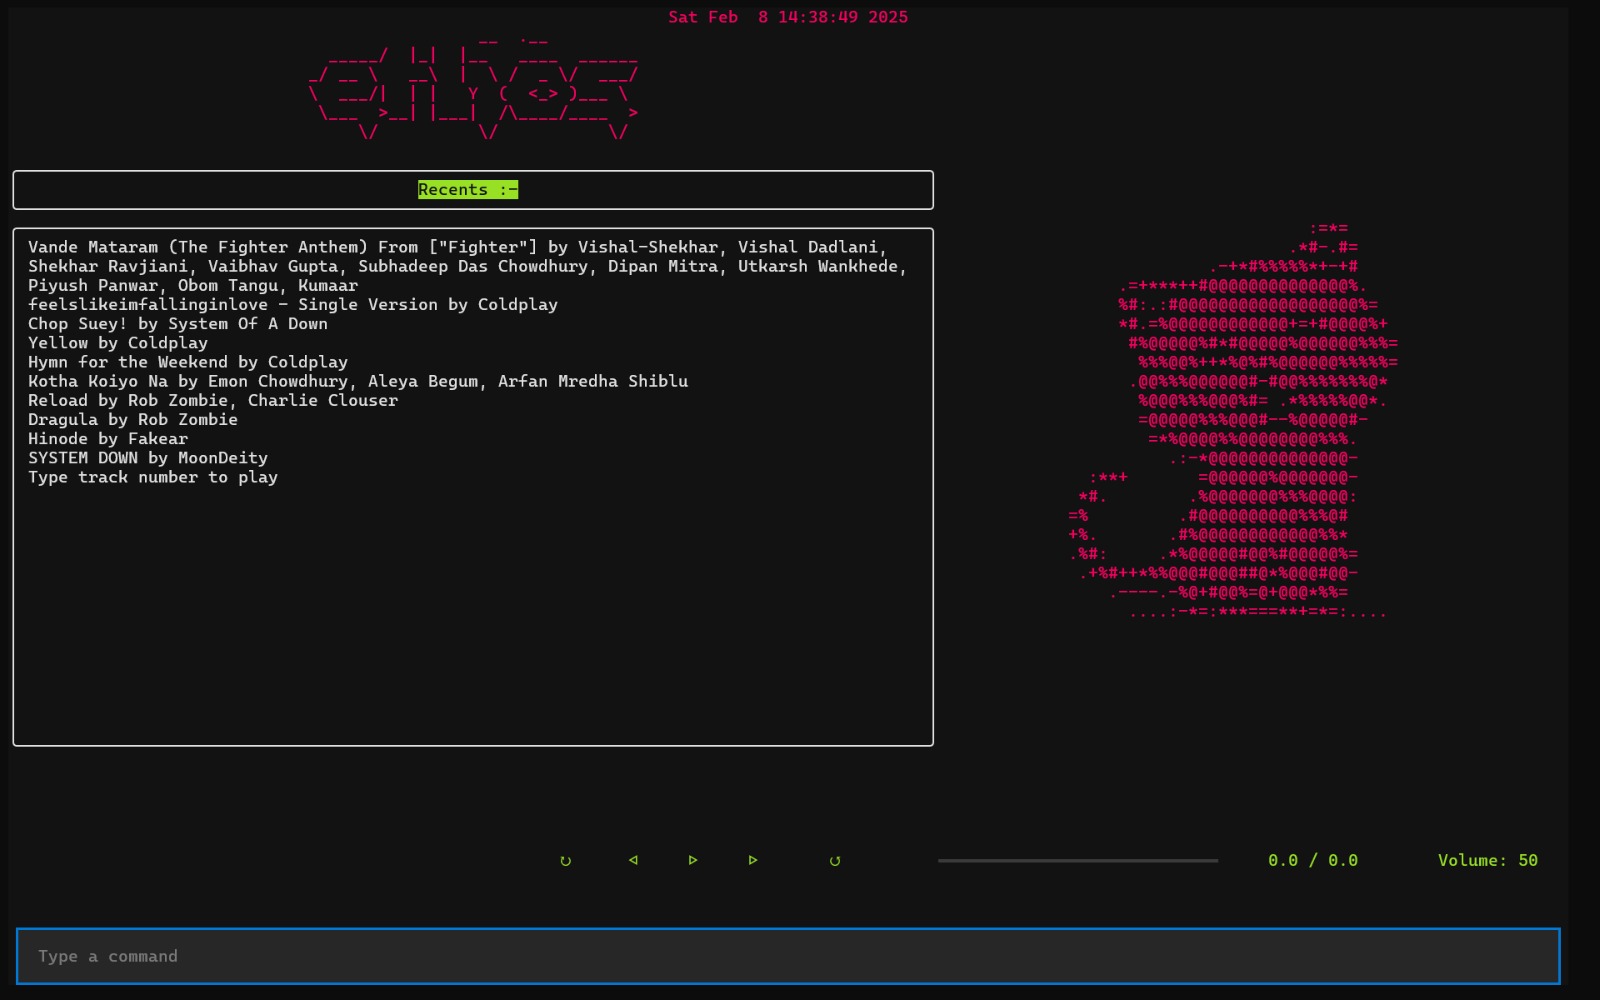 Sat Feb  8 14:38:49 2025
ethos
Recents :-
Vande Mataram (The Fighter Anthem) From ["Fighter"] by Vishal-Shekhar, Vishal Dadlani,
Shekhar Ravjiani, Vaibhav Gupta, Subhadeep Das Chowdhury, Dipan Mitra, Utkarsh Wankhede,
Piyush Panwar, Obom Tangu, Kumaar
feelslikeimfallinginlove - Single Version by Coldplay
Chop Suey! by System Of A Down
Yellow by Coldplay
Hymn for the Weekend by Coldplay
Kotha Koiyo Na by Emon Chowdhury, Aleya Begum, Arfan Mredha Shiblu
Reload by Rob Zombie, Charlie Clouser
Dragula by Rob Zombie
Hinode by Fakear
SYSTEM DOWN by MoonDeity
Type track number to play
0.0 / 0.0
Volume: 50
Type a command